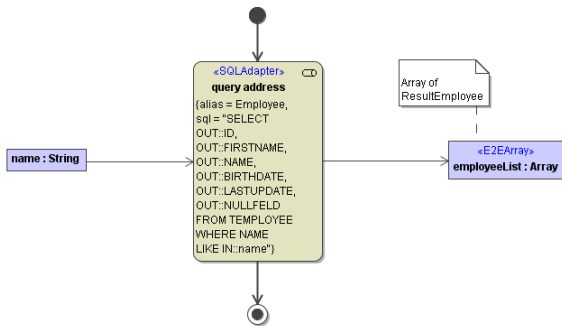 «SQLAdapter»
query address
{alias = Employee,
sql = "SELECT
OUT::ID,
OUT::FIRSTNAME,
OUT::NAME,
OUT::BIRTHDATE,
OUT::LASTUPDATE,
OUT::NULLFELD
FROM TEMPLOYEE
WHERE NAME
LIKE IN::name"}
name : String
Array of
ResultEmployee
«E2EArray»
employeeList : Array